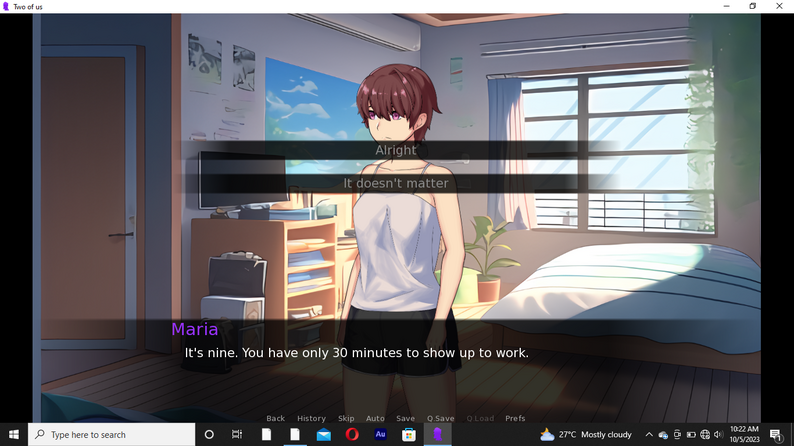 Two of us
Alright
It doesn't matter
Maria
It's nine. You have only 30 minutes to show up to work.
Back History Skip Auto Save Q.Save Q.Load Prefs
Type here to search
Au
27°C Mostly cloudy
10:22 AM
10/5/2023
1